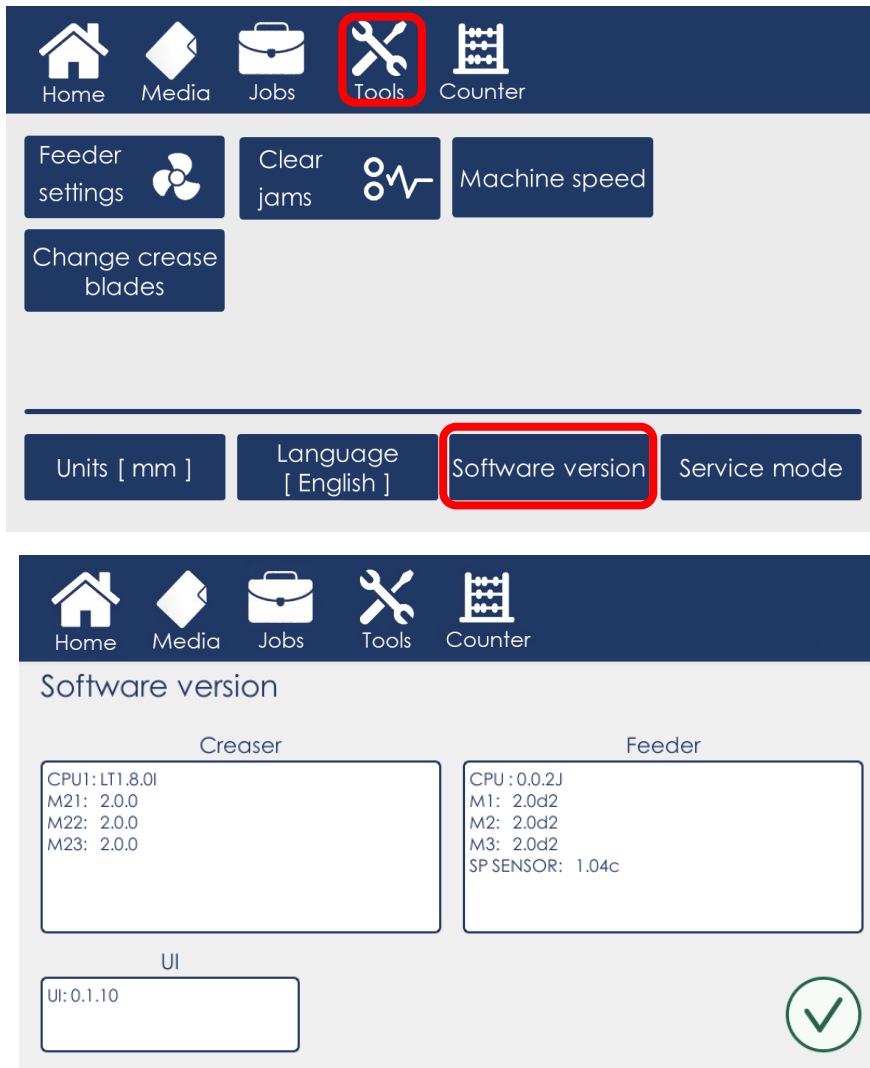 Home Media Jobs Tools Counter
Feeder
settings
Clear
jams
Machine speed
Change crease
blades
Units [ mm ]
Language
[ English ]
Software version
Service mode
Home Media Jobs Tools Counter
Software version
Creaser
CPU1: LT1.8.0I
M21: 2.0.0
M22: 2.0.0
M23: 2.0.0
Feeder
CPU : 0.0.2J
M1: 2.0d2
M2: 2.0d2
M3: 2.0d2
SP SENSOR: 1.04c
UI
UI: 0.1.10